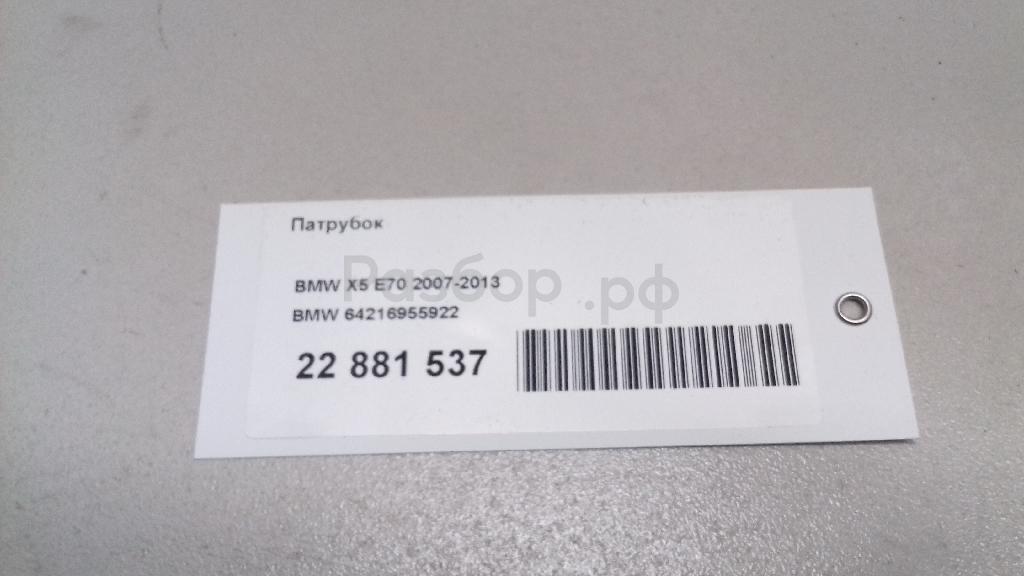 Патрубок
Разбор.рф
BMW X5 E70 2007-2013
BMW 64216955922
22 881 537